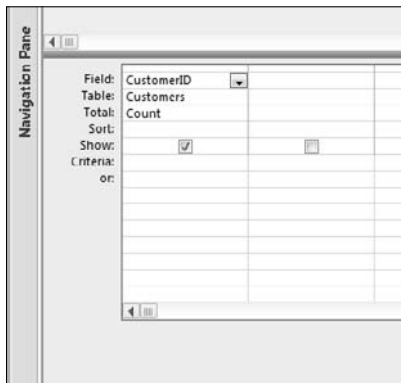 Navigation Pane
Field: CustomerID
Table: Customers
Total: Count
Sort:
Show:
Criteria:
or: